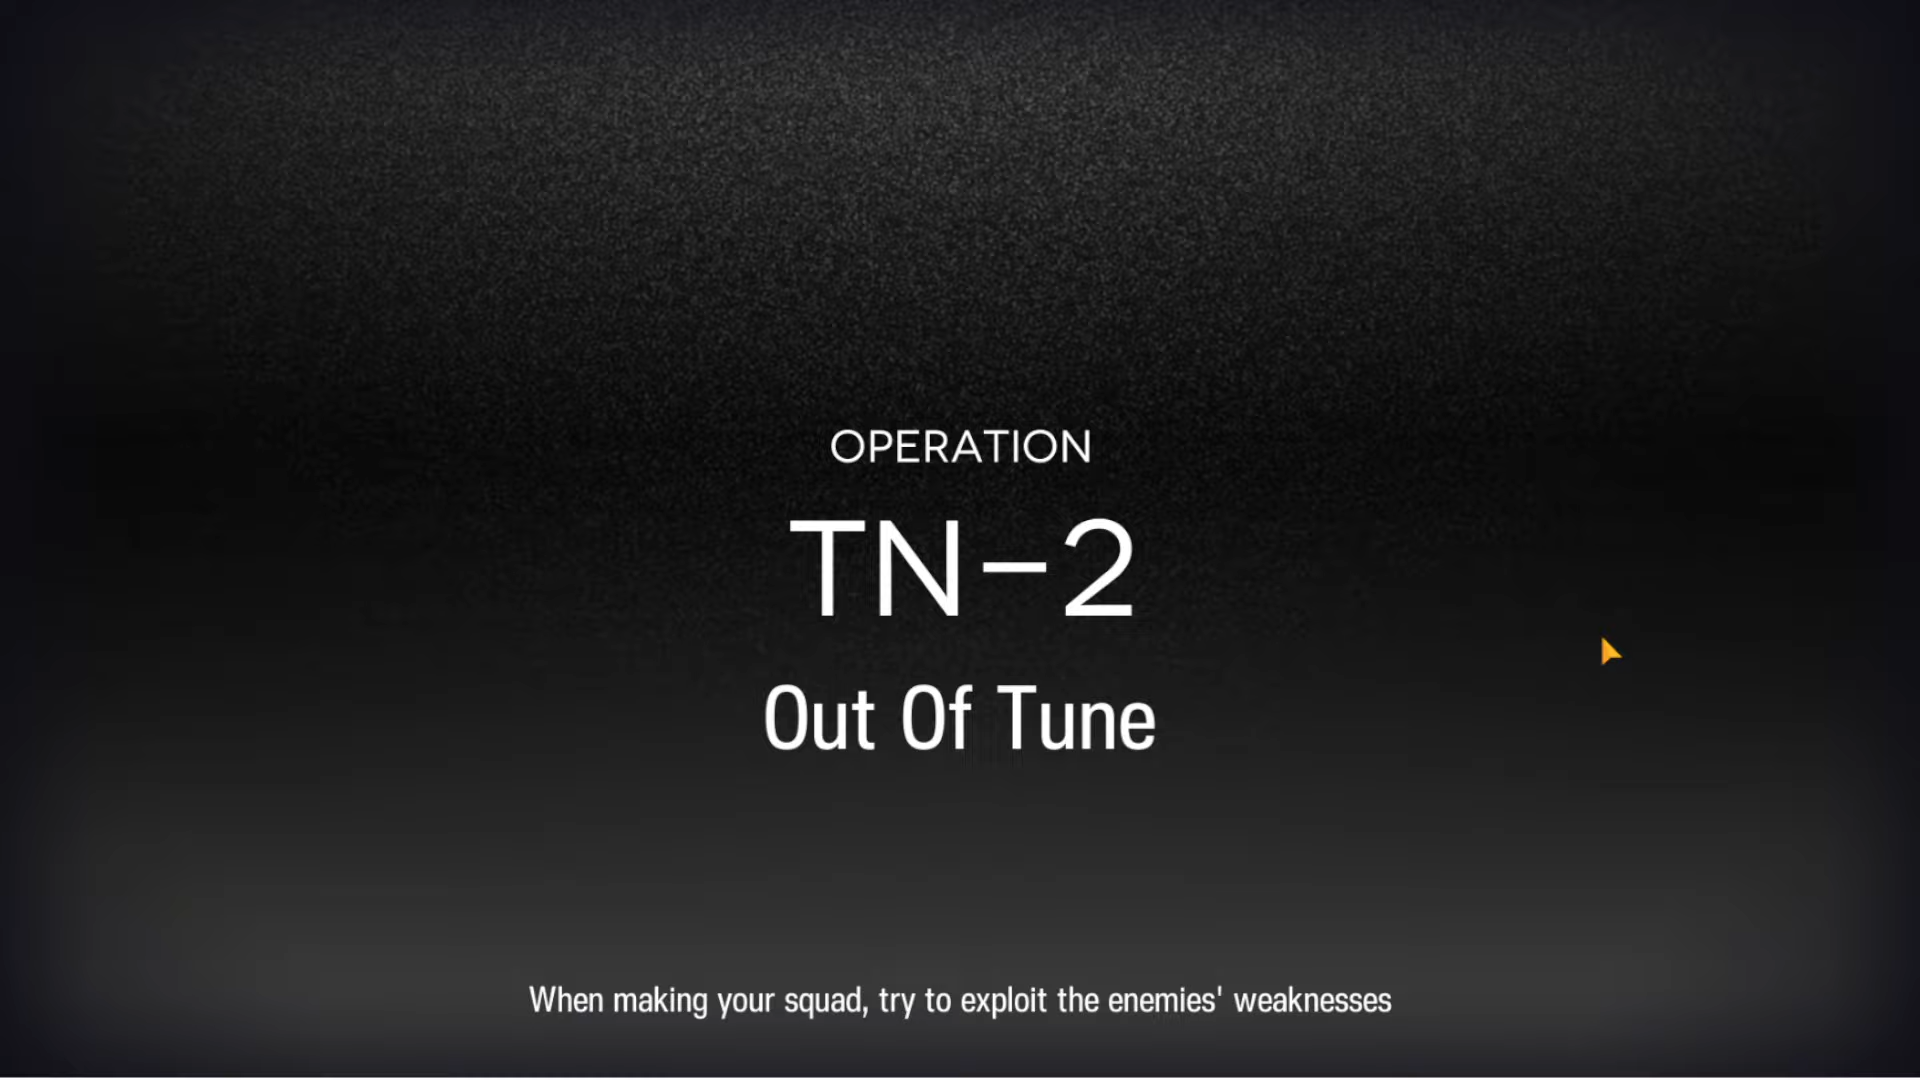 OPERATION
TN-2
Out Of Tune
When making your squad, try to exploit the enemies' weaknesses